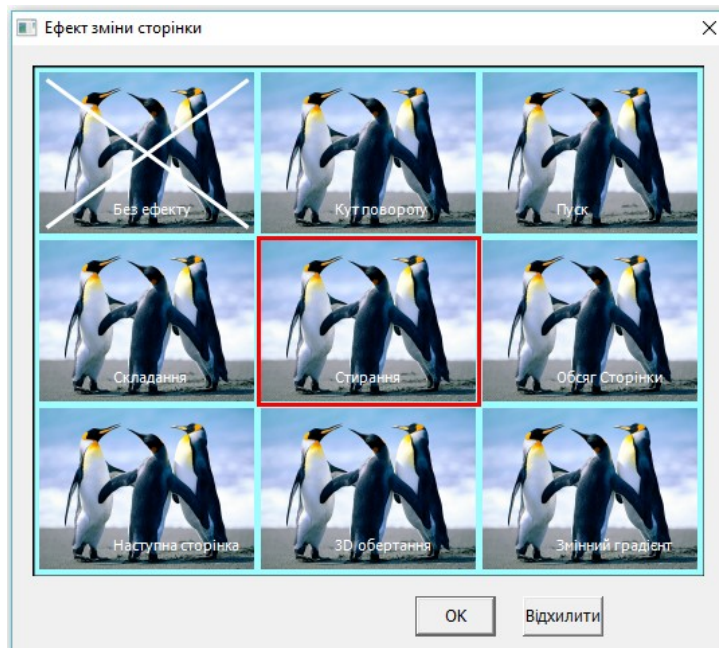 Ефект зміни сторінки
Без ефекту
Кут повороту
Пуск
Складання
Стирання
Обсяг Сторінки
Наступна сторінка
3D обертання
Змінний градієнт
OK
Відхилити